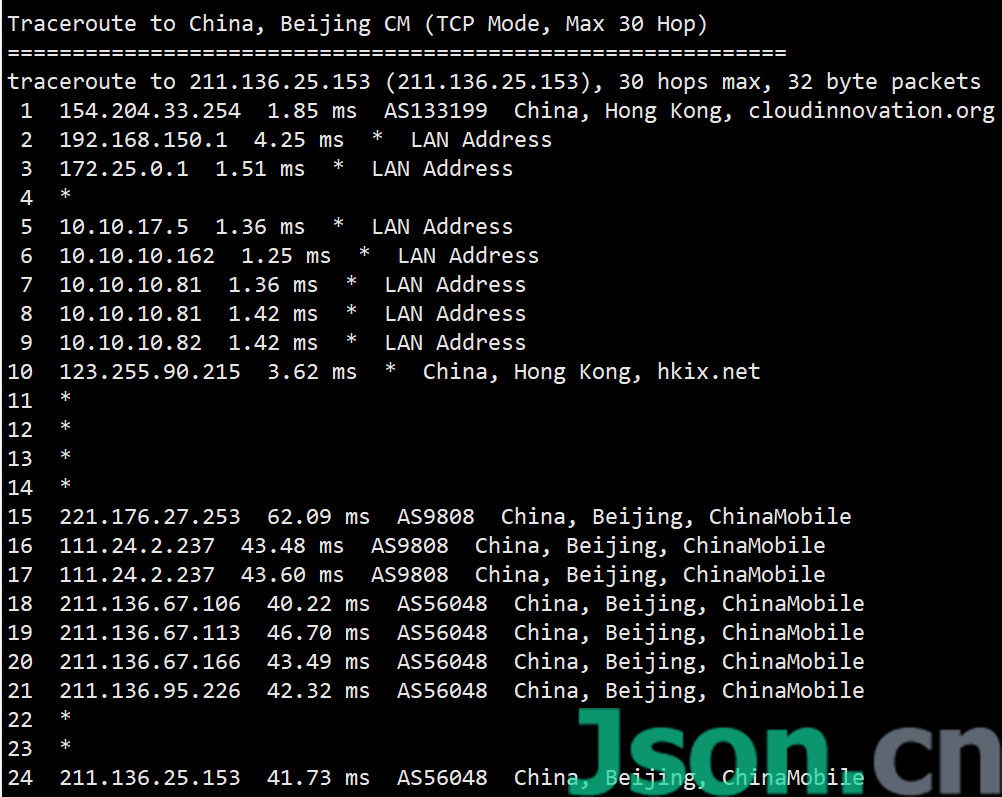 Traceroute to China, Beijing CM (TCP Mode, Max 30 Hop)
============================================================
traceroute to 211.136.25.153 (211.136.25.153), 30 hops max, 32 byte packets
1 154.204.33.254 1.85 ms AS133199 China, Hong Kong, cloudinnovation.org
2 192.168.150.1 4.25 ms * LAN Address
3 172.25.0.1 1.51 ms * LAN Address
4 *
5 10.10.17.5 1.36 ms * LAN Address
6 10.10.10.162 1.25 ms * LAN Address
7 10.10.10.81 1.36 ms * LAN Address
8 10.10.10.81 1.42 ms * LAN Address
9 10.10.10.82 1.42 ms * LAN Address
10 123.255.90.215 3.62 ms * China, Hong Kong, hkix.net
11 *
12 *
13 *
14 *
15 221.176.27.253 62.09 ms AS9808 China, Beijing, ChinaMobile
16 111.24.2.237 43.48 ms AS9808 China, Beijing, ChinaMobile
17 111.24.2.237 43.60 ms AS9808 China, Beijing, ChinaMobile
18 211.136.67.106 40.22 ms AS56048 China, Beijing, ChinaMobile
19 211.136.67.113 46.70 ms AS56048 China, Beijing, ChinaMobile
20 211.136.67.166 43.49 ms AS56048 China, Beijing, ChinaMobile
21 211.136.95.226 42.32 ms AS56048 China, Beijing, ChinaMobile
22 *
23 *
24 211.136.25.153 41.73 ms AS56048 China, Beijing, ChinaMobile
Json.cn